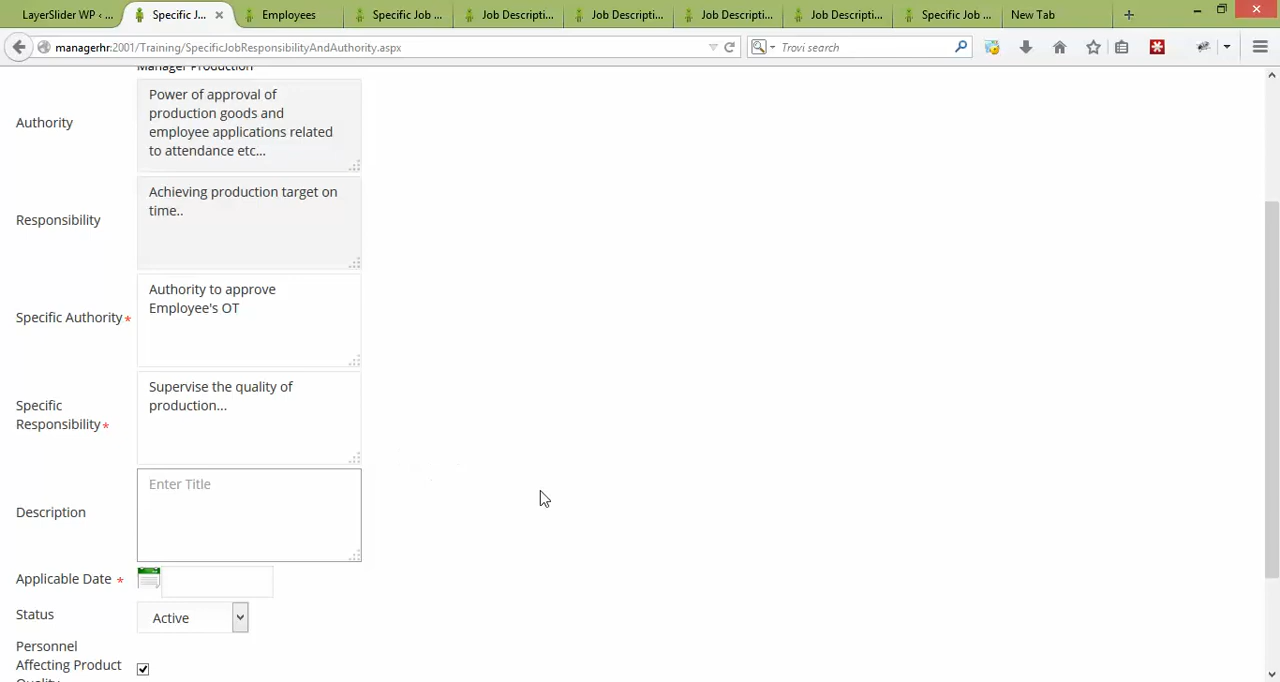 LayerSlider WP ‹ ...
Specific J...
Employees
Specific Job ...
Job Descripti...
Job Descripti...
Job Descripti...
Job Descripti...
Specific Job ...
New Tab
managerhr:2001/Training/SpecificJobResponsibilityAndAuthority.aspx
Trovi search
Manager Production
Authority
Power of approval of
production goods and
employee applications related
to attendance etc...
Responsibility
Achieving production target on
time..
Specific Authority *
Authority to approve
Employee's OT
Specific
Responsibility *
Supervise the quality of
production...
Description
Enter Title
Applicable Date *
Status
Active
Personnel
Affecting Product
Quality